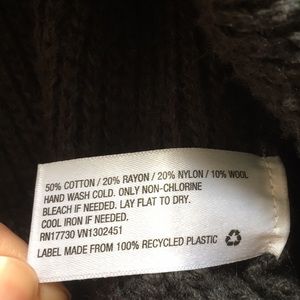 50% COTTON / 20% RAYON / 20% NYLON / 10% WOOL
HAND WASH COLD. ONLY NON-CHLORINE
BLEACH IF NEEDED. LAY FLAT TO DRY.
COOL IRON IF NEEDED.
RN17730 VN1302451
LABEL MADE FROM 100% RECYCLED PLASTIC